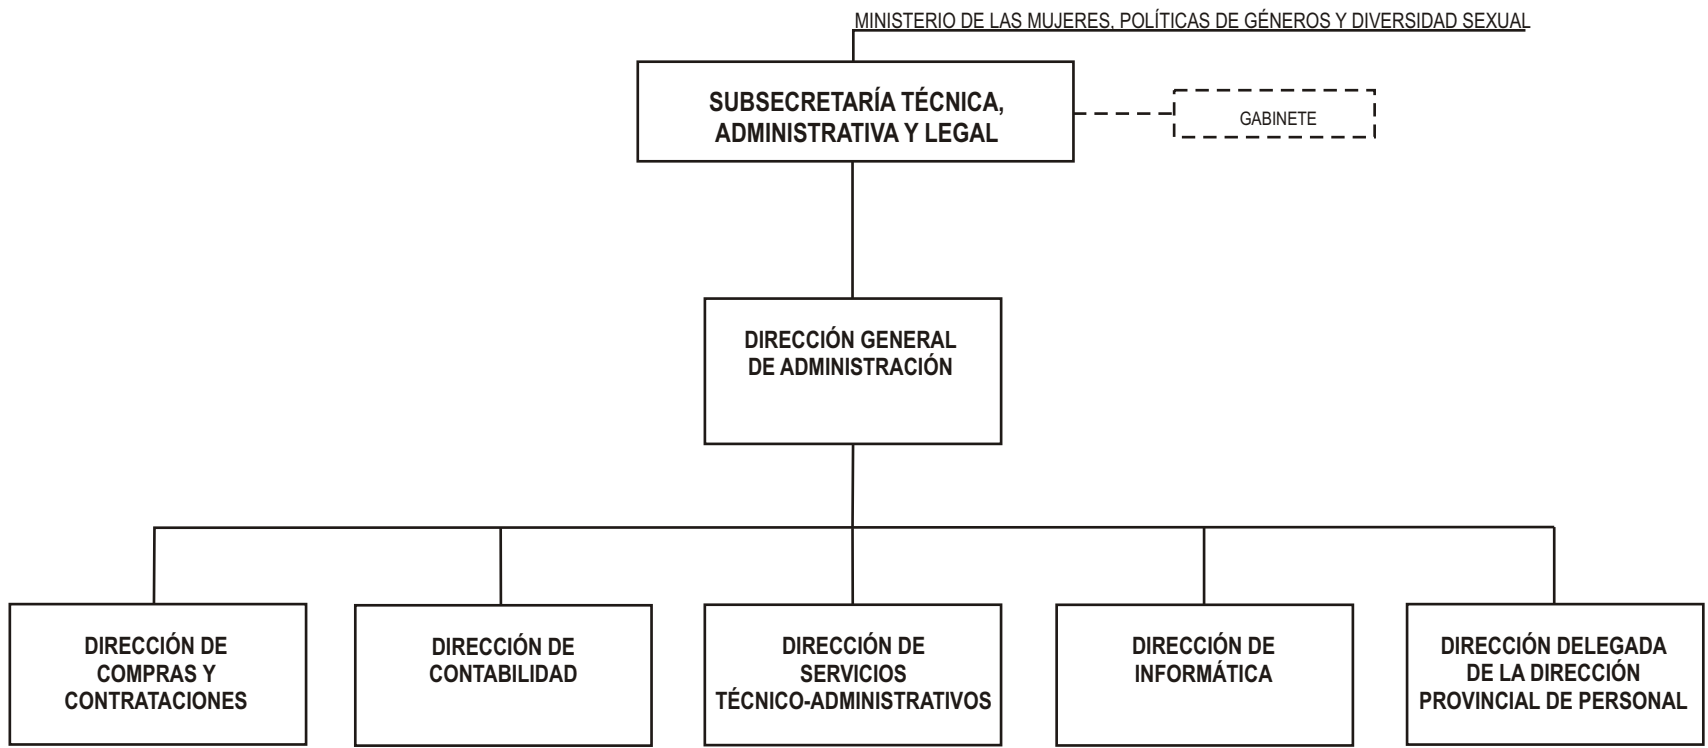 MINISTERIO DE LAS MUJERES, POLÍTICAS DE GÉNEROS Y DIVERSIDAD SEXUAL
SUBSECRETARÍA TÉCNICA,
ADMINISTRATIVA Y LEGAL
GABINETE
DIRECCIÓN GENERAL
DE ADMINISTRACIÓN
DIRECCIÓN DE
COMPRAS Y
CONTRATACIONES
DIRECCIÓN DE
CONTABILIDAD
DIRECCIÓN DE
SERVICIOS
TÉCNICO-ADMINISTRATIVOS
DIRECCIÓN DE
INFORMÁTICA
DIRECCIÓN DELEGADA
DE LA DIRECCIÓN
PROVINCIAL DE PERSONAL